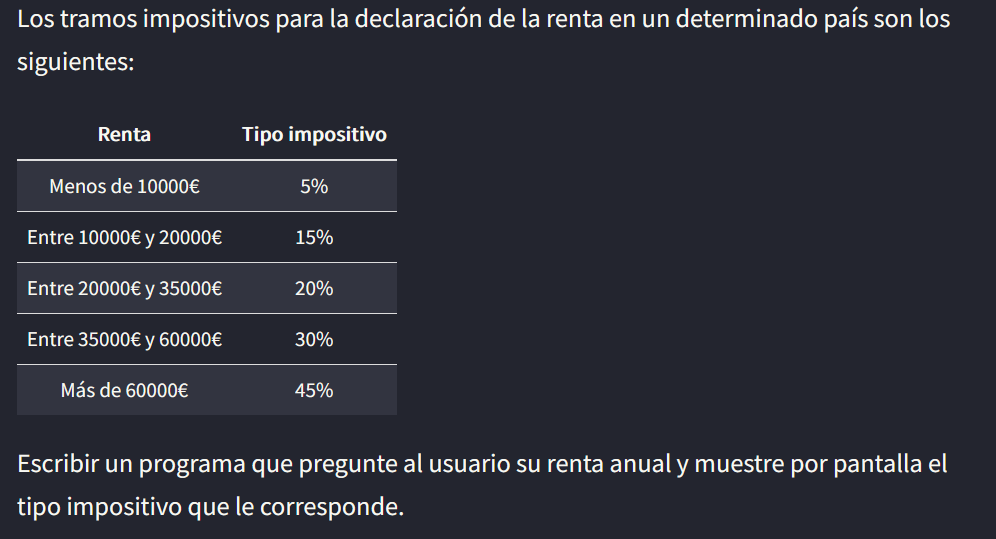 Los tramos impositivos para la declaración de la renta en un determinado país son los
siguientes:
Renta Tipo impositivo
Menos de 10000€ 5%
Entre 10000€ y 20000€ 15%
Entre 20000€ y 35000€ 20%
Entre 35000€ y 60000€ 30%
Más de 60000€ 45%
Escribir un programa que pregunte al usuario su renta anual y muestre por pantalla el
tipo impositivo que le corresponde.